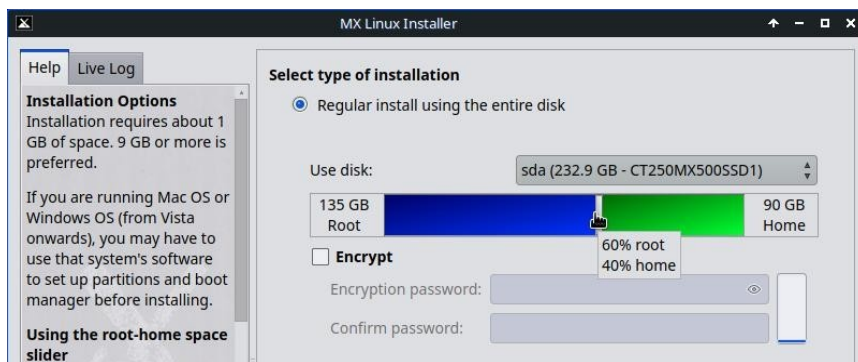 MX Linux Installer
Help
Live Log
Installation Options
Installation requires about 1
GB of space. 9 GB or more is
preferred.
If you are running Mac OS or
Windows OS (from Vista
onwards), you may have to
use that system's software
to set up partitions and boot
manager before installing.
Using the root-home space
slider
Select type of installation
Regular install using the entire disk
Use disk:
sda (232.9 GB - CT250MX500SSD1)
135 GB
Root
90 GB
Home
60% root
40% home
Encrypt
Encryption password:
Confirm password: